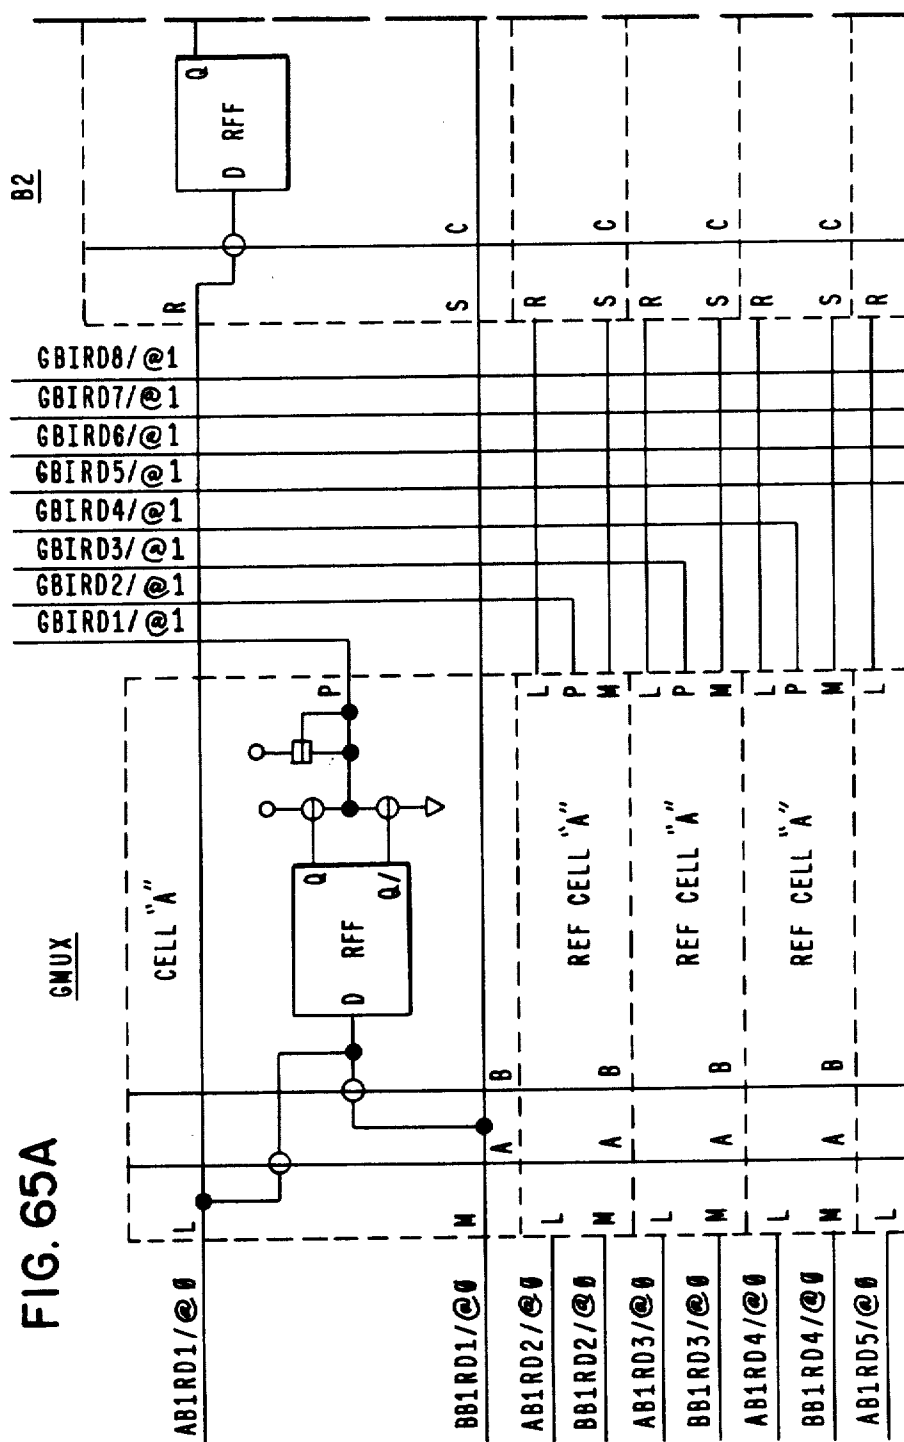 FIG. 65A
GMUX
B2
CELL "A"
AB1RD1/@0
L
A
B
D
RFF
Q
Q/
P
GBIRD1/@1
GBIRD2/@1
GBIRD3/@1
GBIRD4/@1
GBIRD5/@1
GBIRD6/@1
GBIRD7/@1
GBIRD8/@1
R
D
RFF
Q
BB1RD1/@0
M
S
C
AB1RD2/@0
L
L
R
REF CELL "A"
P
BB1RD2/@0
M
A
B
M
S
C
AB1RD3/@0
L
L
R
REF CELL "A"
P
BB1RD3/@0
M
A
B
M
S
C
AB1RD4/@0
L
L
R
REF CELL "A"
P
BB1RD4/@0
M
A
B
M
S
C
AB1RD5/@0
L
L
R